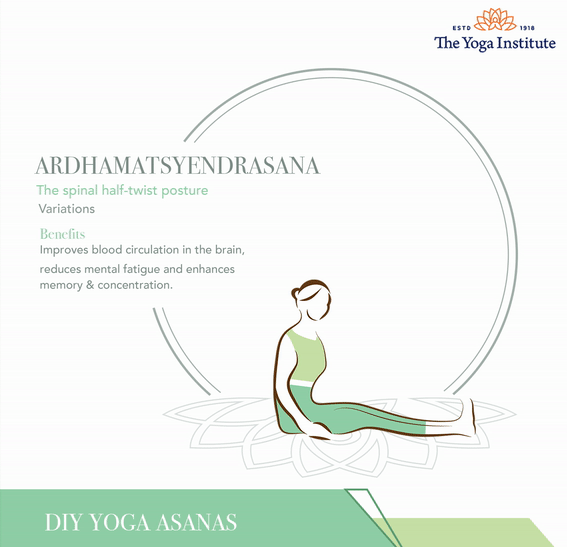 ESTD 1918
The Yoga Institute
ARDHAMATSYENDRASANA
The spinal half-twist posture
Variations
Benefits
Improves blood circulation in the brain,
reduces mental fatigue and enhances
memory & concentration.
DIY YOGA ASANAS